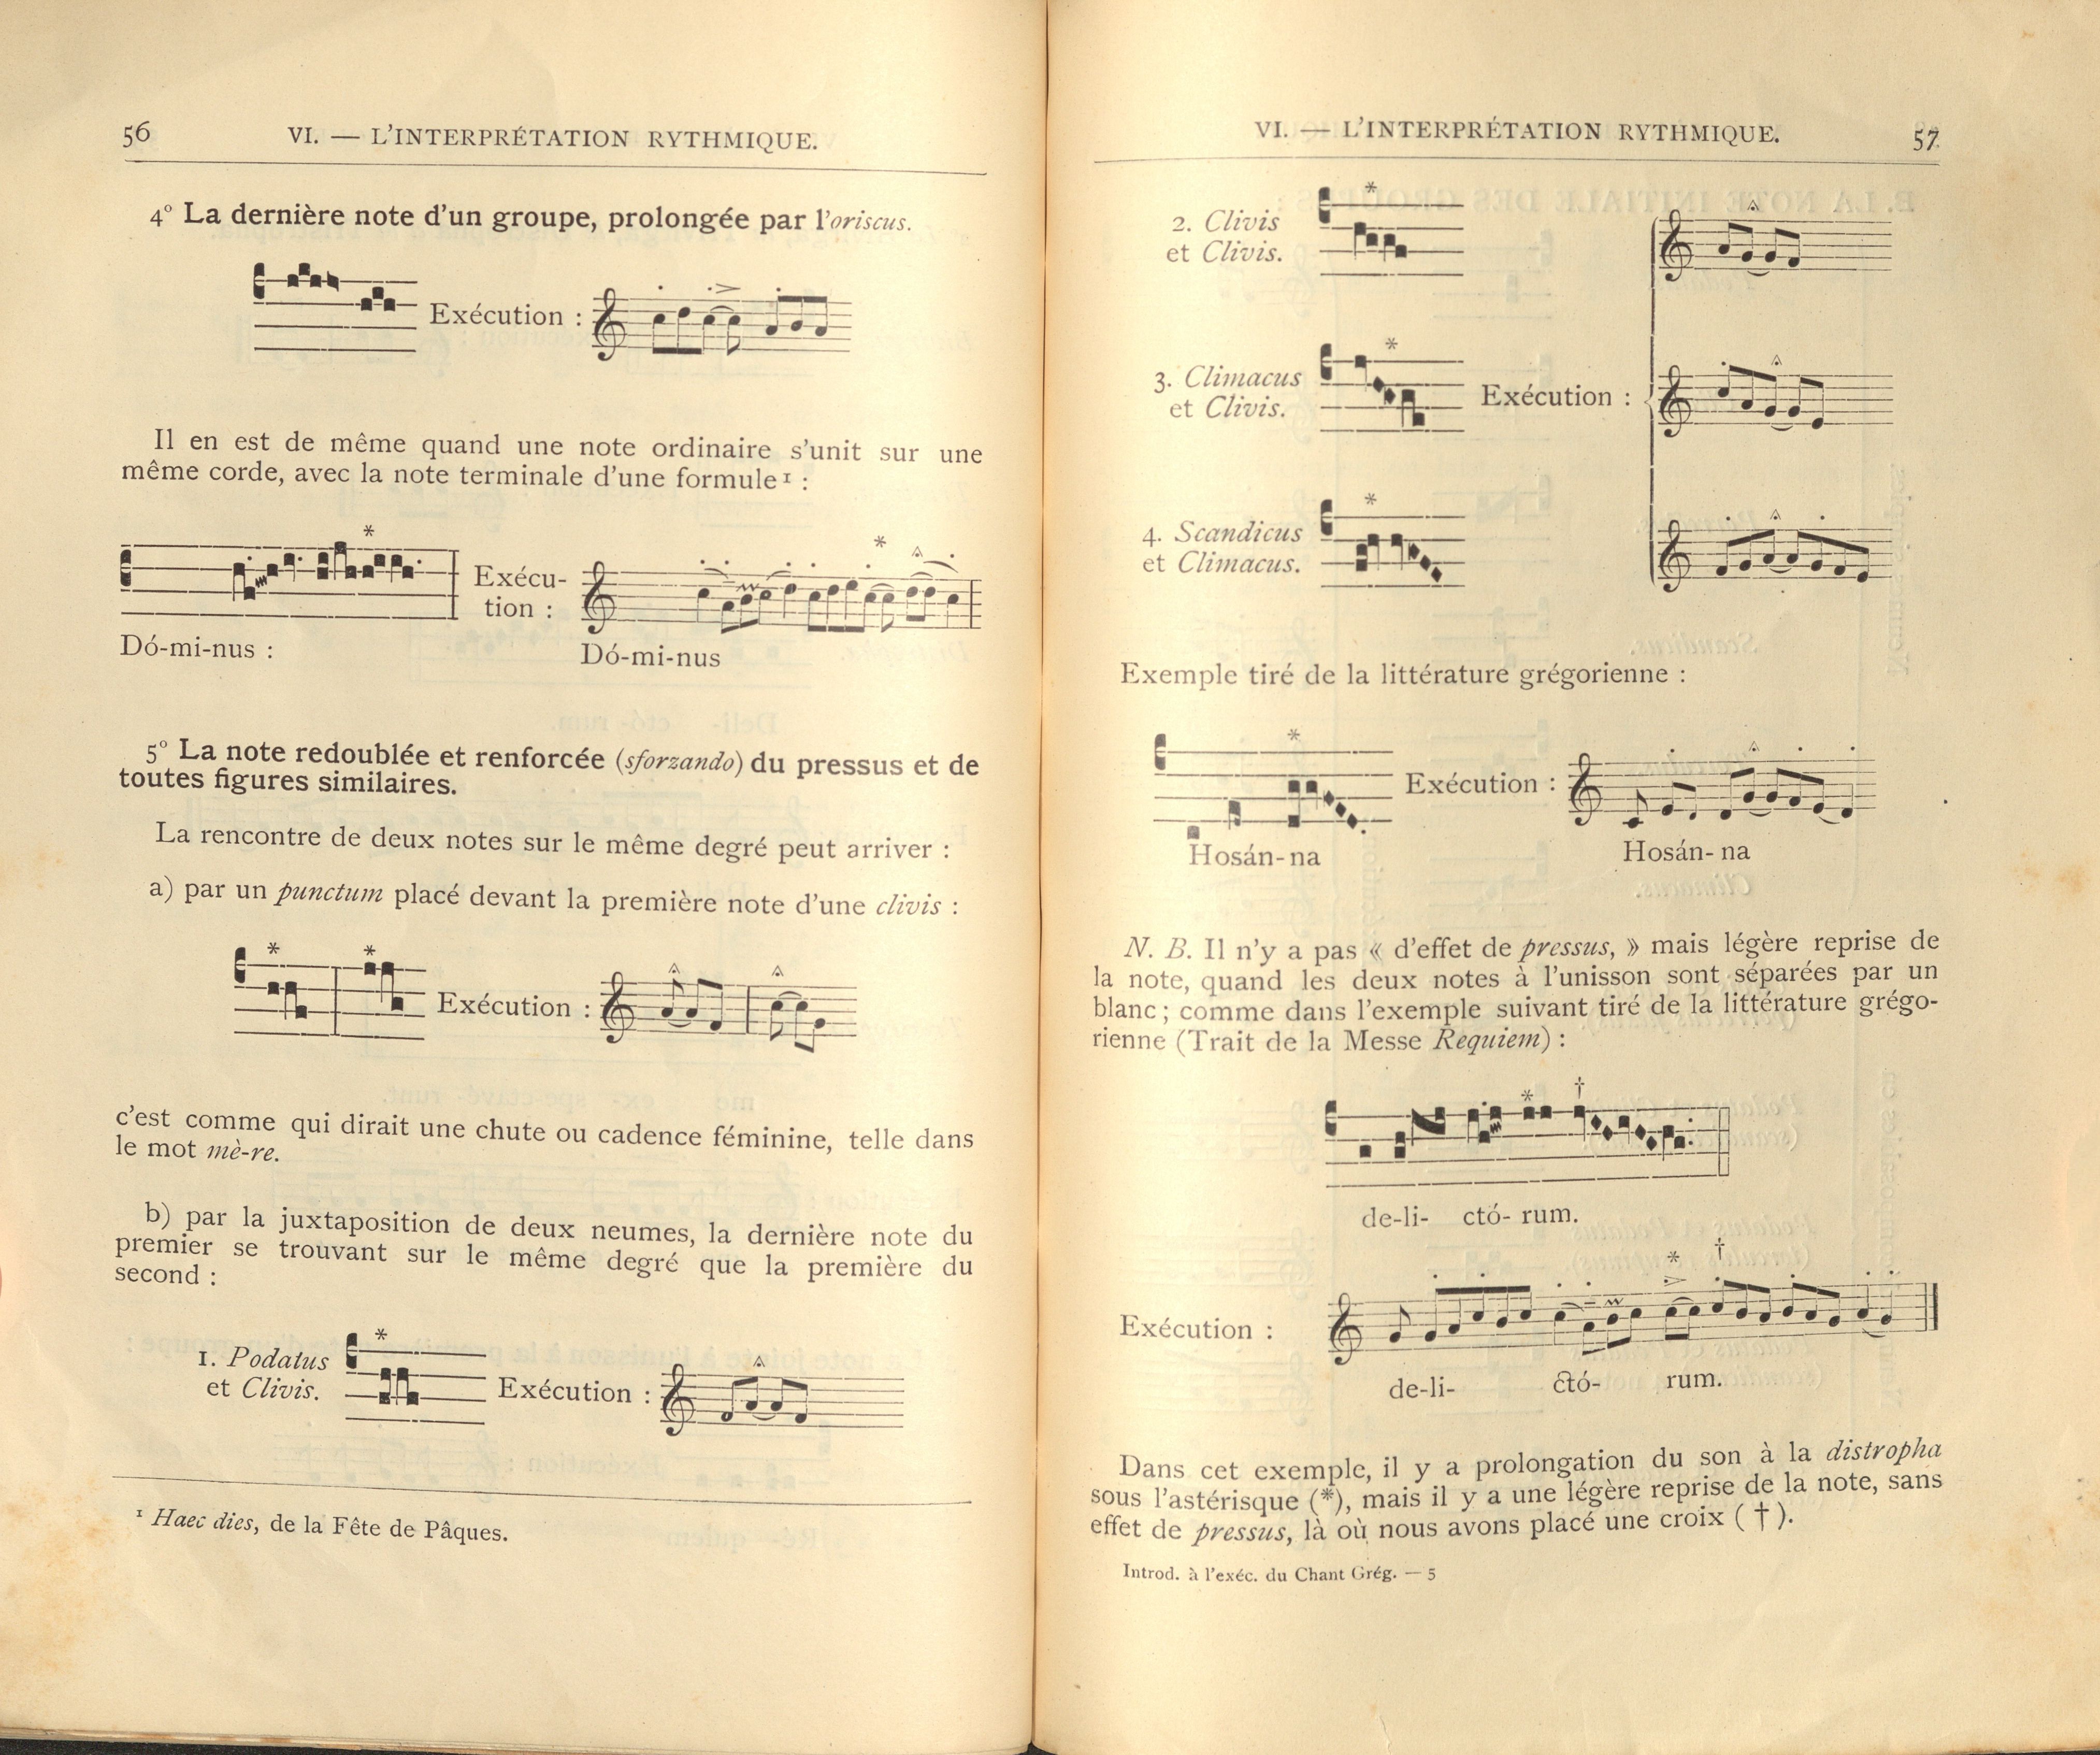 56 VI. — L'INTERPRÉTATION RYTHMIQUE.
4° La dernière note d'un groupe, prolongée par l'oriscus.
Exécution :
Il en est de même quand une note ordinaire s'unit sur une
même corde, avec la note terminale d'une formule¹ :
*
*
Exécu-
tion :
Dó-mi-nus :
Dó-mi-nus
5° La note redoublée et renforcée (sforzando) du pressus et de
toutes figures similaires.
La rencontre de deux notes sur le même degré peut arriver :
a) par un punctum placé devant la première note d'une clivis :
* *
Exécution :
c'est comme qui dirait une chute ou cadence féminine, telle dans
le mot mè-re.
b) par la juxtaposition de deux neumes, la dernière note du
premier se trouvant sur le même degré que la première du
second :
*
1. Podatus
et Clivis.
Exécution :
¹ Haec dies, de la Fête de Pâques.
VI. — L'INTERPRÉTATION RYTHMIQUE. 57
*
2. Clivis
et Clivis.
*
3. Climacus
et Clivis.
Exécution :
*
4. Scandicus
et Climacus.
Exemple tiré de la littérature grégorienne :
*
Exécution :
Hosán-na
Hosán-na
N. B. Il n'y a pas « d'effet de pressus, » mais légère reprise de
la note, quand les deux notes à l'unisson sont séparées par un
blanc ; comme dans l'exemple suivant tiré de la littérature grégo-
rienne (Trait de la Messe Requiem) :
* †
de-li- ctó- rum.
* †
Exécution :
de-li- ctó- rum.
Dans cet exemple, il y a prolongation du son à la distropha
sous l'astérisque (*), mais il y a une légère reprise de la note, sans
effet de pressus, là où nous avons placé une croix (†).
Introd. à l'exéc. du Chant Grég. — 5